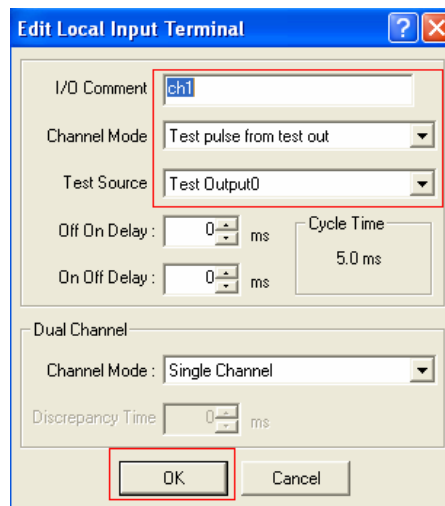 Edit Local Input Terminal
I/O Comment ch1
Channel Mode Test pulse from test out
Test Source Test Output0
Off On Delay : 0 ms
Cycle Time
5.0 ms
On Off Delay : 0 ms
Dual Channel
Channel Mode : Single Channel
Discrepancy Time 0 ms
OK Cancel